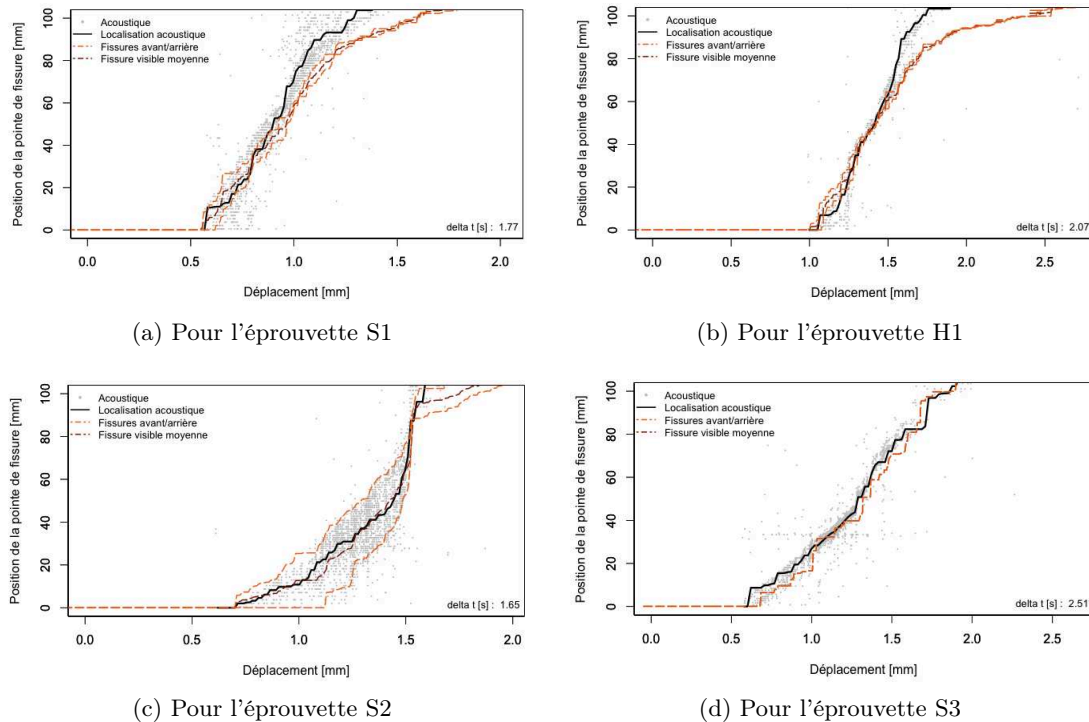 Position de la pointe de fissure [mm]
100
80
60
40
20
0
Acoustique
Localisation acoustique
Fissures avant/arrière
Fissure visible moyenne
delta t [s] : 1.77
0.0 0.5 1.0 1.5 2.0
Déplacement [mm]
(a) Pour l'éprouvette S1
Position de la pointe de fissure [mm]
100
80
60
40
20
0
Acoustique
Localisation acoustique
Fissures avant/arrière
Fissure visible moyenne
delta t [s] : 2.07
0.0 0.5 1.0 1.5 2.0 2.5
Déplacement [mm]
(b) Pour l'éprouvette H1
Position de la pointe de fissure [mm]
100
80
60
40
20
0
Acoustique
Localisation acoustique
Fissures avant/arrière
Fissure visible moyenne
delta t [s] : 1.65
0.0 0.5 1.0 1.5 2.0
Déplacement [mm]
(c) Pour l'éprouvette S2
Position de la pointe de fissure [mm]
100
80
60
40
20
0
Acoustique
Localisation acoustique
Fissures avant/arrière
Fissure visible moyenne
delta t [s] : 2.51
0.0 0.5 1.0 1.5 2.0 2.5
Déplacement [mm]
(d) Pour l'éprouvette S3